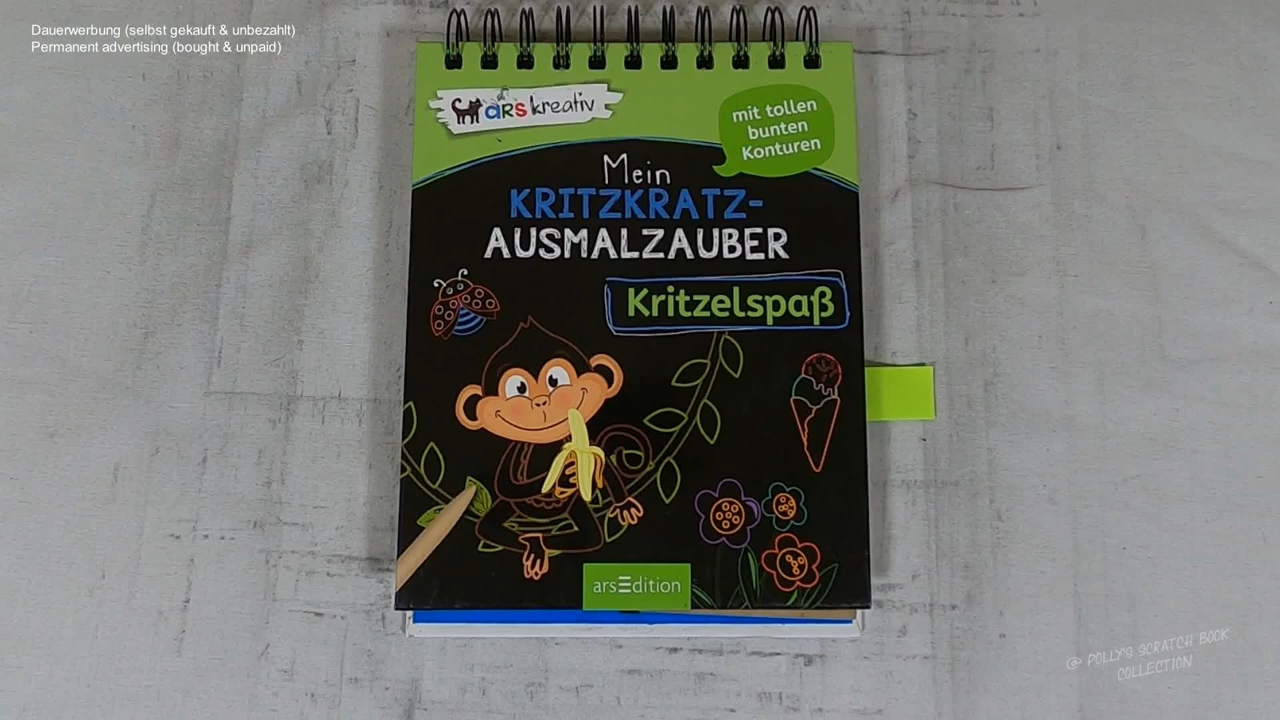 Dauerwerbung (selbst gekauft & unbezahlt)
Permanent advertising (bought & unpaid)
ars kreativ
mit tollen
bunten
Konturen
Mein
KRITZKRATZ-
AUSMALZAUBER
Kritzelspaß
arsEdition
@ POLLY'S SCRATCH BOOK
COLLECTION